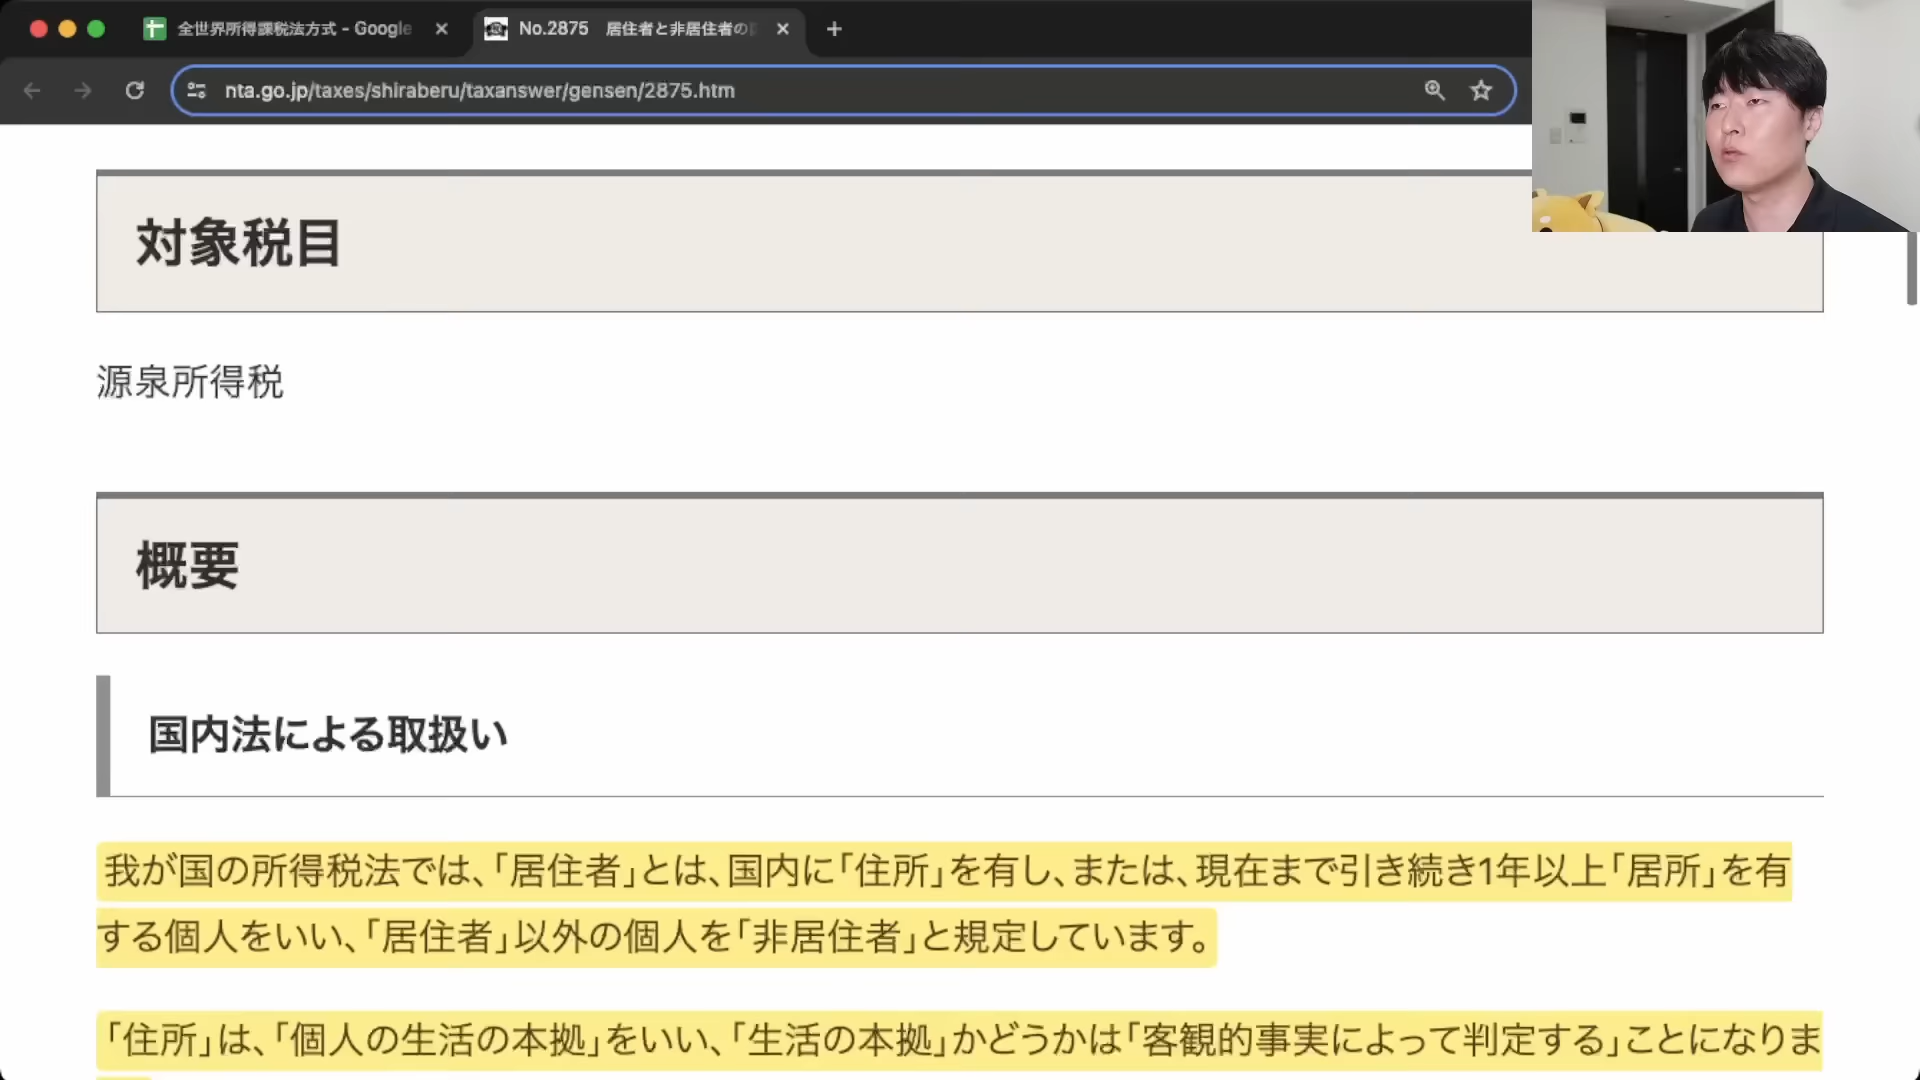 全世界所得課税法方式 - Google
No.2875 居住者と非居住者の
nta.go.jp/taxes/shiraberu/taxanswer/gensen/2875.htm
対象税目
源泉所得税
概要
国内法による取扱い
我が国の所得税法では、「居住者」とは、国内に「住所」を有し、または、現在まで引き続き1年以上「居所」を有
する個人をいい、「居住者」以外の個人を「非居住者」と規定しています。
「住所」は、「個人の生活の本拠」をいい、「生活の本拠」かどうかは「客観的事実によって判定する」ことになりま